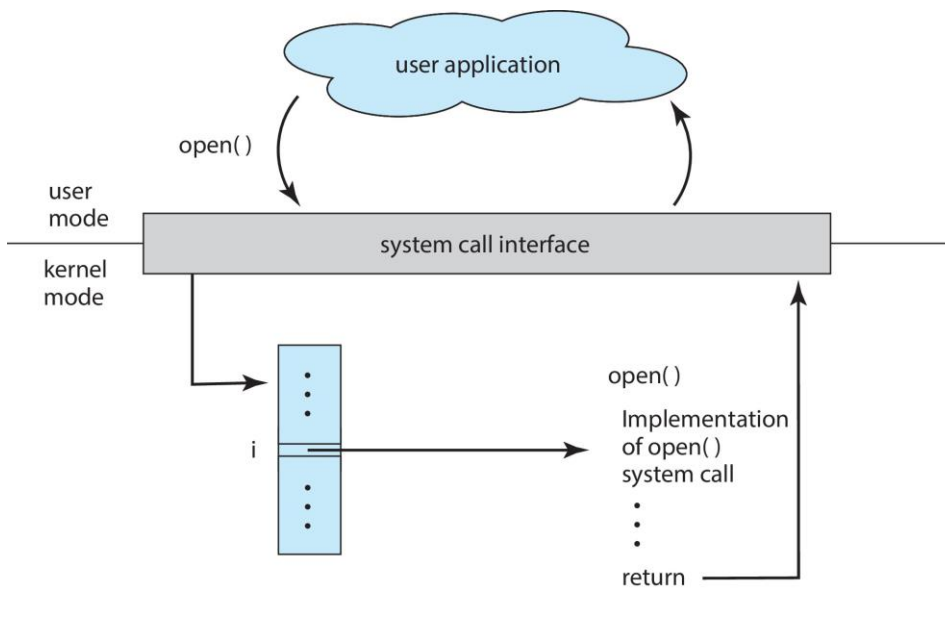 user application
open( )
user
mode
system call interface
kernel
mode
open( )
Implementation
of open( )
system call
i
return